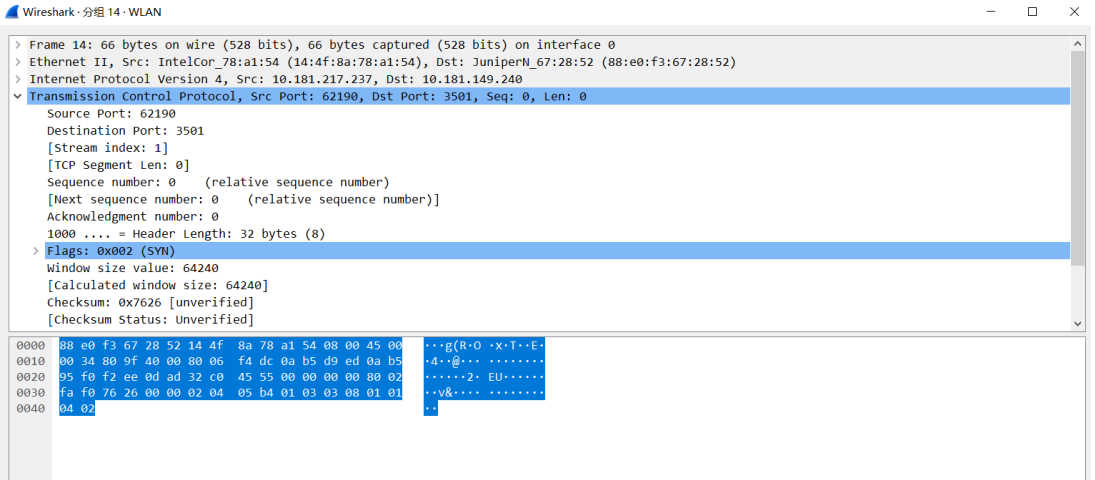 Wireshark · 分组 14 · WLAN
Frame 14: 66 bytes on wire (528 bits), 66 bytes captured (528 bits) on interface 0
Ethernet II, Src: IntelCor_78:a1:54 (14:4f:8a:78:a1:54), Dst: JuniperN_67:28:52 (88:e0:f3:67:28:52)
Internet Protocol Version 4, Src: 10.181.217.237, Dst: 10.181.149.240
Transmission Control Protocol, Src Port: 62190, Dst Port: 3501, Seq: 0, Len: 0
Source Port: 62190
Destination Port: 3501
[Stream index: 1]
[TCP Segment Len: 0]
Sequence number: 0    (relative sequence number)
[Next sequence number: 0    (relative sequence number)]
Acknowledgment number: 0
1000 .... = Header Length: 32 bytes (8)
Flags: 0x002 (SYN)
Window size value: 64240
[Calculated window size: 64240]
Checksum: 0x7626 [unverified]
[Checksum Status: Unverified]
0000 88 e0 f3 67 28 52 14 4f 8a 78 a1 54 08 00 45 00 ···g(R·O ·x·T··E·
0010 00 34 80 9f 40 00 80 06 f4 dc 0a b5 d9 ed 0a b5 ·4··@··· ········
0020 95 f0 f2 ee 0d ad 32 c0 45 55 00 00 00 00 80 02 ······2· EU······
0030 fa f0 76 26 00 00 02 04 05 b4 01 03 03 08 01 01 ··v&···· ········
0040 04 02 ··